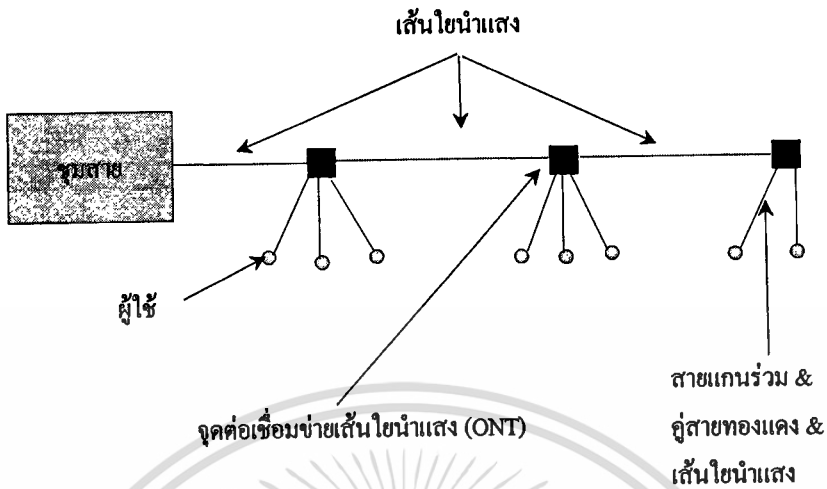 เส้นใยนำแสง
ชุมสาย
ผู้ใช้
จุดต่อเชื่อมข่ายเส้นใยนำแสง (ONT)
สายแกนร่วม &
คู่สายทองแดง &
เส้นใยนำแสง